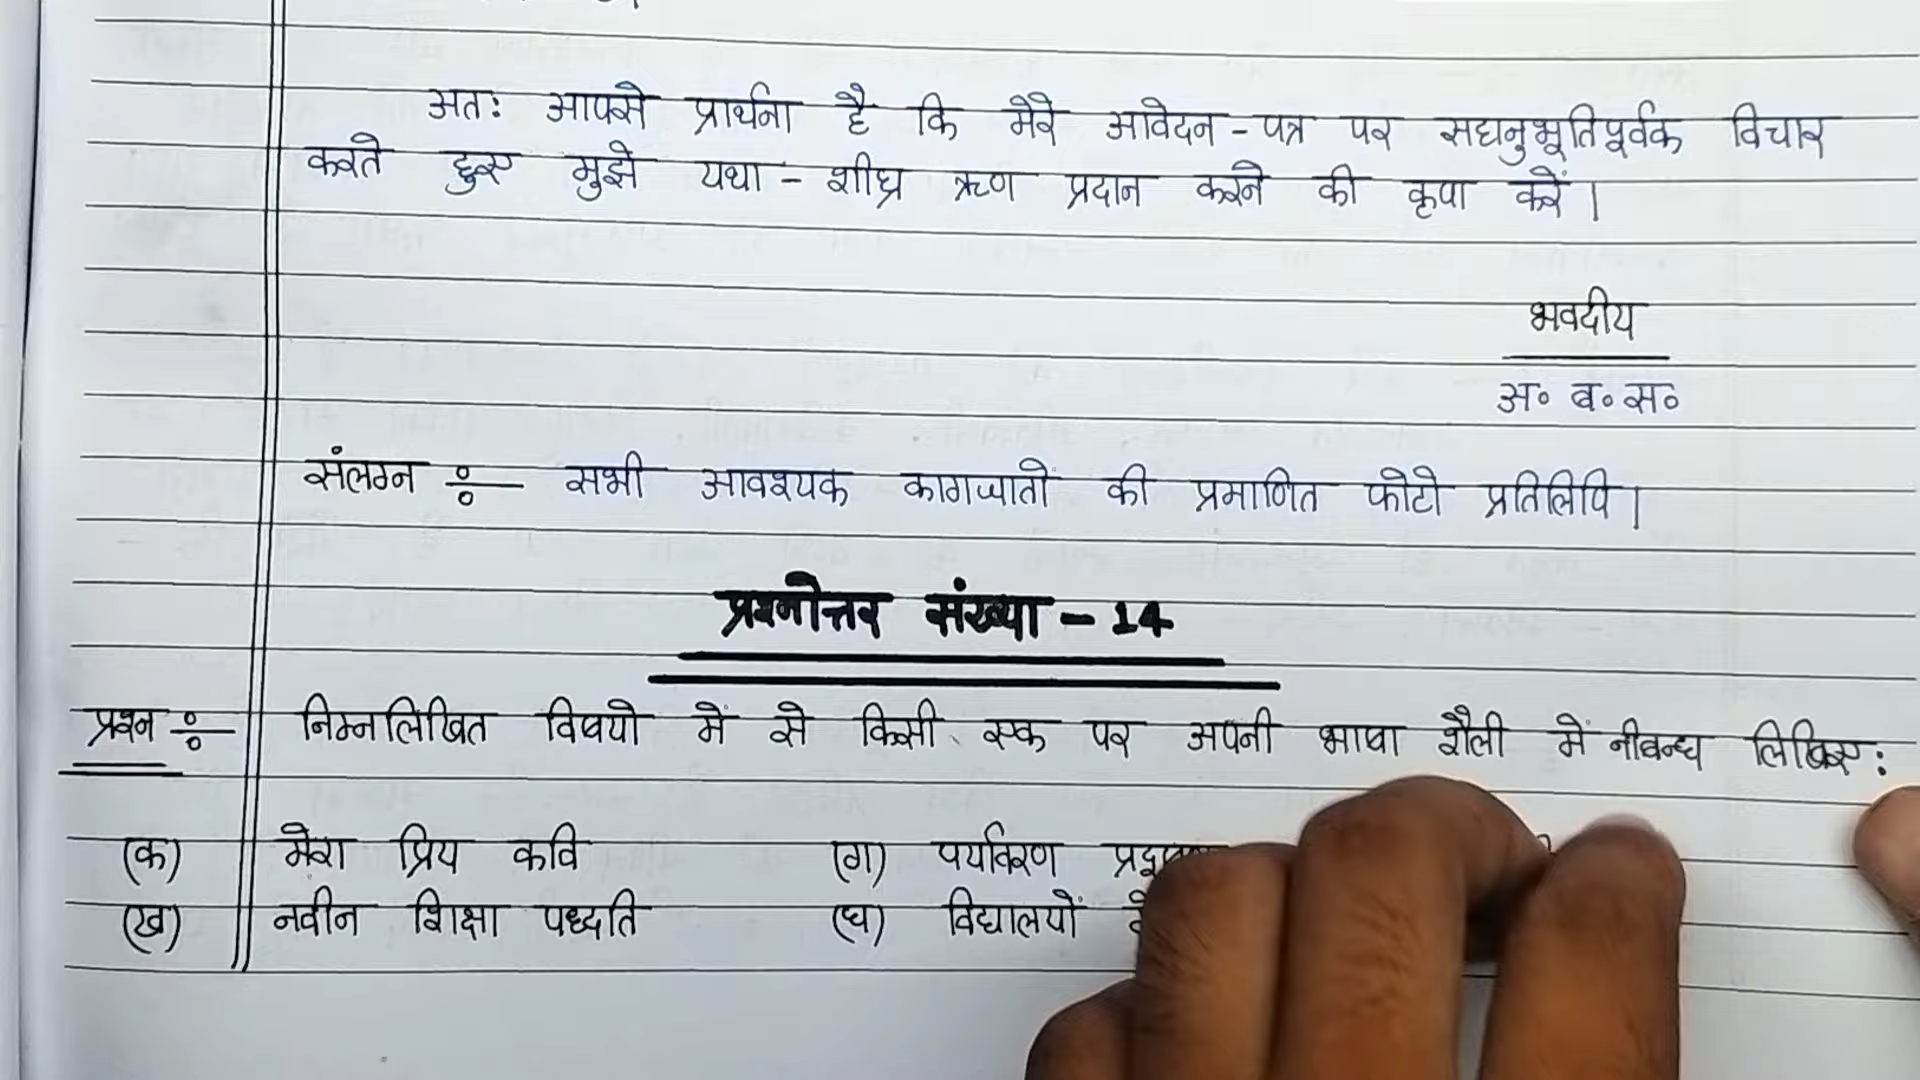 अतः आपसे प्रार्थना है कि मेरे आवेदन-पत्र पर सहानुभूतिपूर्वक विचार
करते हुए मुझे यथा-शीघ्र ऋण प्रदान करने की कृपा करें।
भवदीय
अ० ब० स०
संलग्न ÷ सभी आवश्यक कागजातों की प्रमाणित फोटो प्रतिलिपि।
प्रश्नोत्तर संख्या - 14
प्रश्न ÷ निम्नलिखित विषयो में से किसी एक पर अपनी भाषा शैली में नीबन्ध लिखिए:
(क) मेरा प्रिय कवि (ग) पर्यावरण
(ख) नवीन शिक्षा पध्दति (घ) विद्यालयों